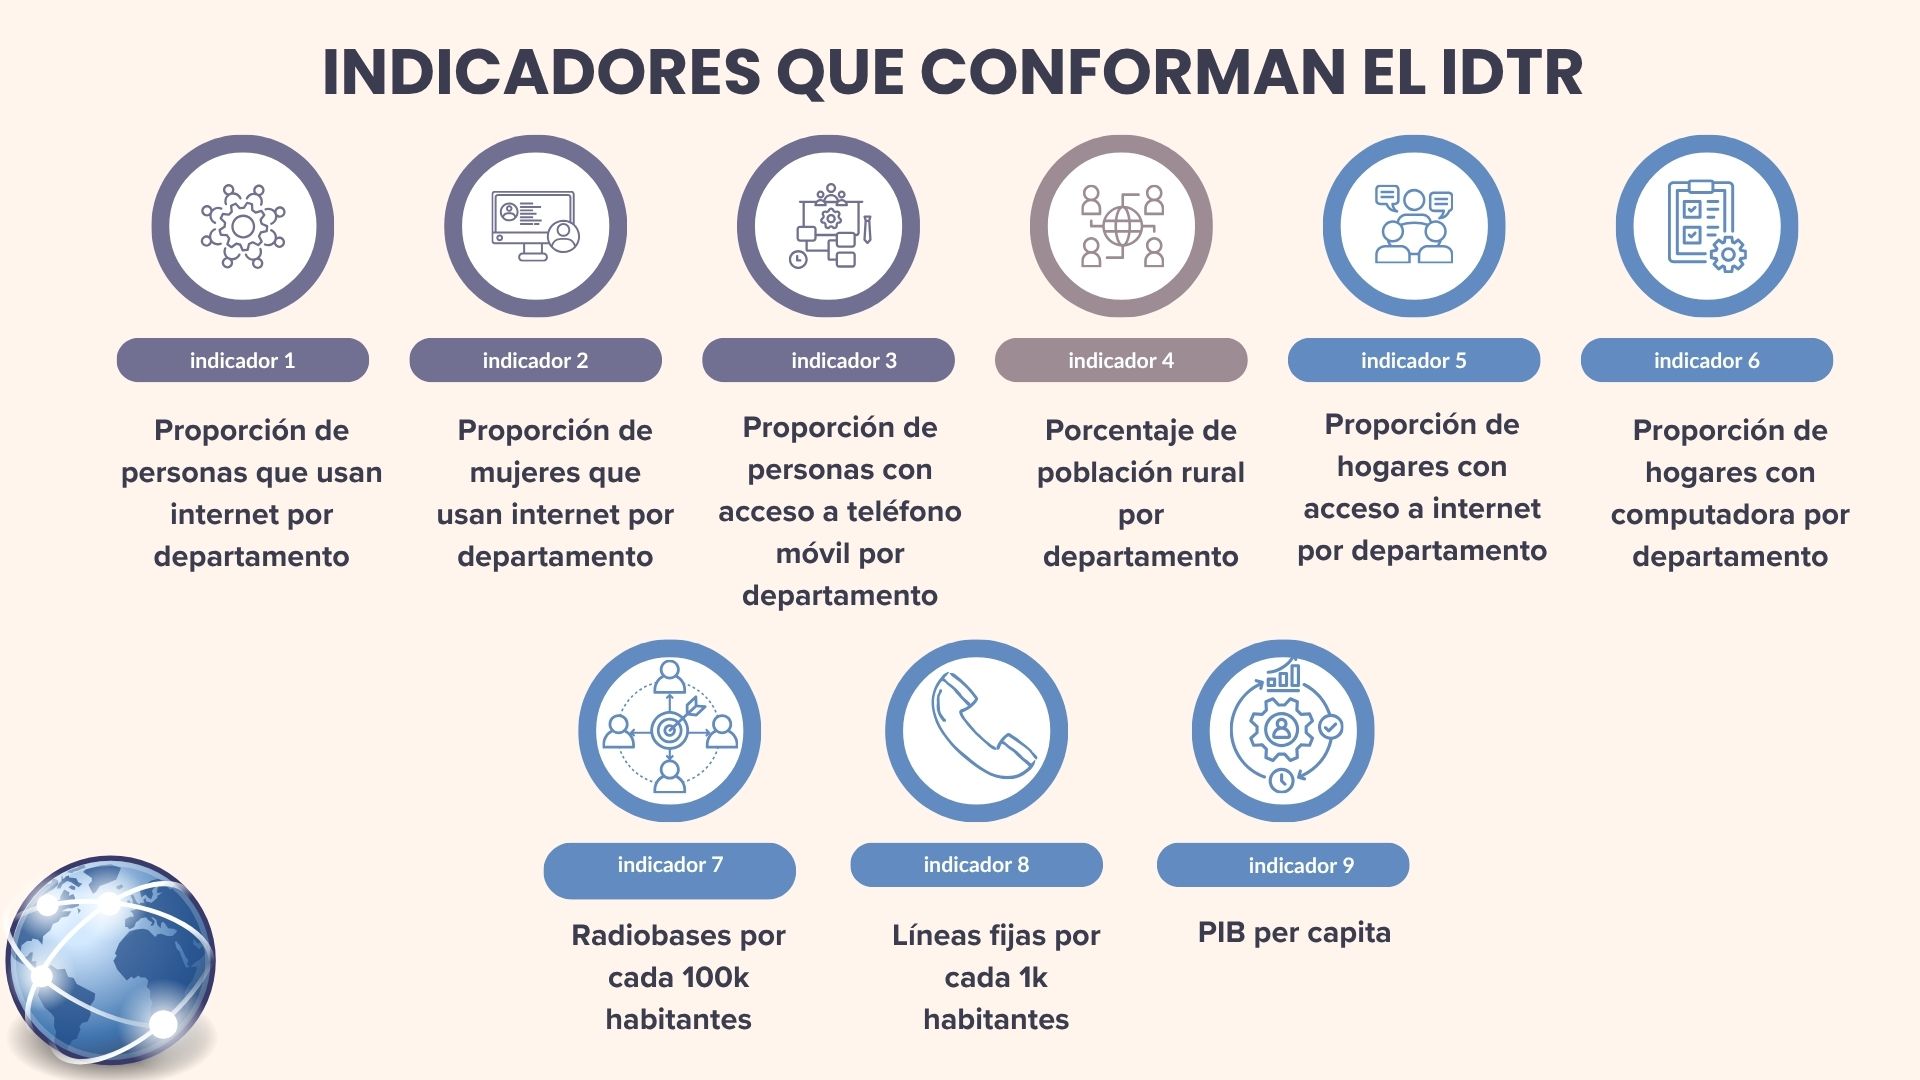 INDICADORES QUE CONFORMAN EL IDTR
indicador 1
Proporción de
personas que usan
internet por
departamento
indicador 2
Proporción de
mujeres que
usan internet por
departamento
indicador 3
Proporción de
personas con
acceso a teléfono
móvil por
departamento
indicador 4
Porcentaje de
población rural
por
departamento
indicador 5
Proporción de
hogares con
acceso a internet
por departamento
indicador 6
Proporción de
hogares con
computadora por
departamento
indicador 7
Radiobases por
cada 100k
habitantes
indicador 8
Líneas fijas por
cada 1k
habitantes
indicador 9
PIB per capita